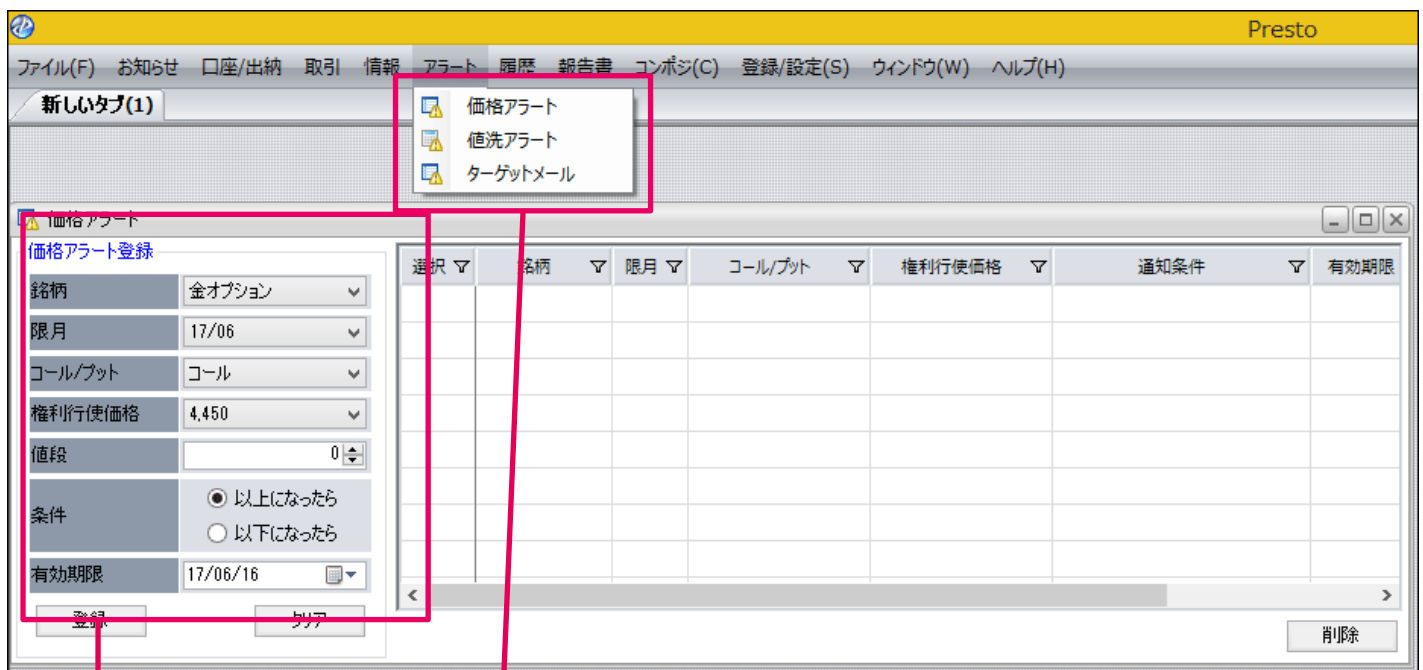 Presto
ファイル(F) お知らせ 口座/出納 取引 情報 アラート 履歴 報告書 コンポジ(C) 登録/設定(S) ウィンドウ(W) ヘルプ(H)
新しいタブ(1)
価格アラート
値洗アラート
ターゲットメール
価格アラート
価格アラート登録
選択 銘柄 限月 コール/プット 権利行使価格 通知条件 有効期限
銘柄 金オプション
限月 17/06
コール/プット コール
権利行使価格 4,450
値段 0
条件 以上になったら
以下になったら
有効期限 17/06/16
登録 クリア
削除